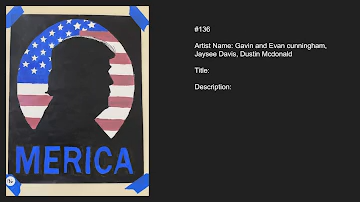 MERICA
#136
Artist Name: Gavin and Evan cunningham,
Jaysee Davis, Dustin Mcdonald
Title:
Description: